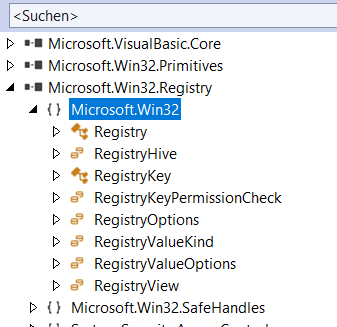 <Suchen>
Microsoft.VisualBasic.Core
Microsoft.Win32.Primitives
Microsoft.Win32.Registry
{ } Microsoft.Win32
Registry
RegistryHive
RegistryKey
RegistryKeyPermissionCheck
RegistryOptions
RegistryValueKind
RegistryValueOptions
RegistryView
{ } Microsoft.Win32.SafeHandles